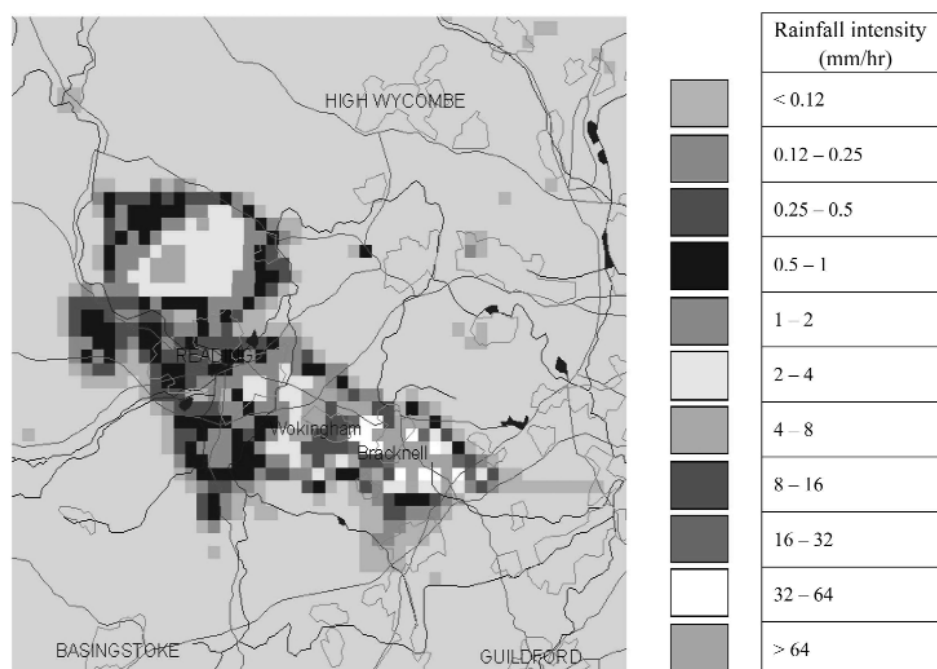 HIGH WYCOMBE
READING
Wokingham
Bracknell
BASINGSTOKE
GUILDFORD
Rainfall intensity
(mm/hr)
< 0.12
0.12 – 0.25
0.25 – 0.5
0.5 – 1
1 – 2
2 – 4
4 – 8
8 – 16
16 – 32
32 – 64
> 64